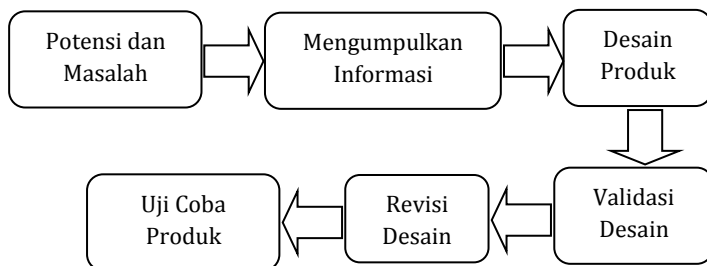 Potensi dan
Masalah
Mengumpulkan
Informasi
Desain
Produk
Validasi
Desain
Revisi
Desain
Uji Coba
Produk